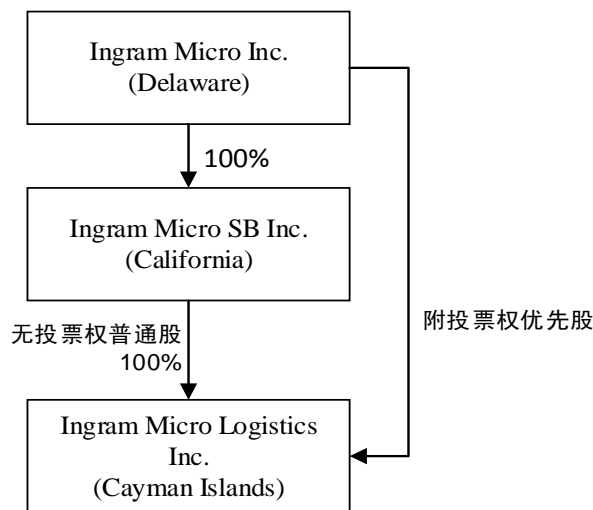 Ingram Micro Inc.
(Delaware)
100%
Ingram Micro SB Inc.
(California)
无投票权普通股
100%
附投票权优先股
Ingram Micro Logistics
Inc.
(Cayman Islands)